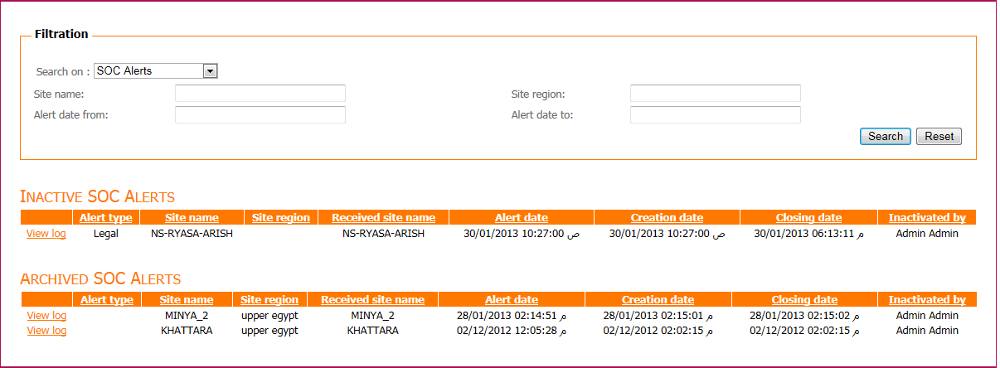 Filtration
Search on : SOC Alerts
Site name: Site region:
Alert date from: Alert date to:
Search Reset
INACTIVE SOC ALERTS
Alert type Site name Site region Received site name Alert date Creation date Closing date Inactivated by
View log Legal NS-RYASA-ARISH NS-RYASA-ARISH 30/01/2013 10:27:00 ص 30/01/2013 10:27:00 ص 30/01/2013 06:13:11 م Admin Admin
ARCHIVED SOC ALERTS
Alert type Site name Site region Received site name Alert date Creation date Closing date Inactivated by
View log MINYA_2 upper egypt MINYA_2 28/01/2013 02:14:51 م 28/01/2013 02:15:01 م 28/01/2013 02:15:02 م Admin Admin
View log KHATTARA upper egypt KHATTARA 02/12/2012 12:05:28 م 02/12/2012 02:02:15 م 02/12/2012 02:02:15 م Admin Admin